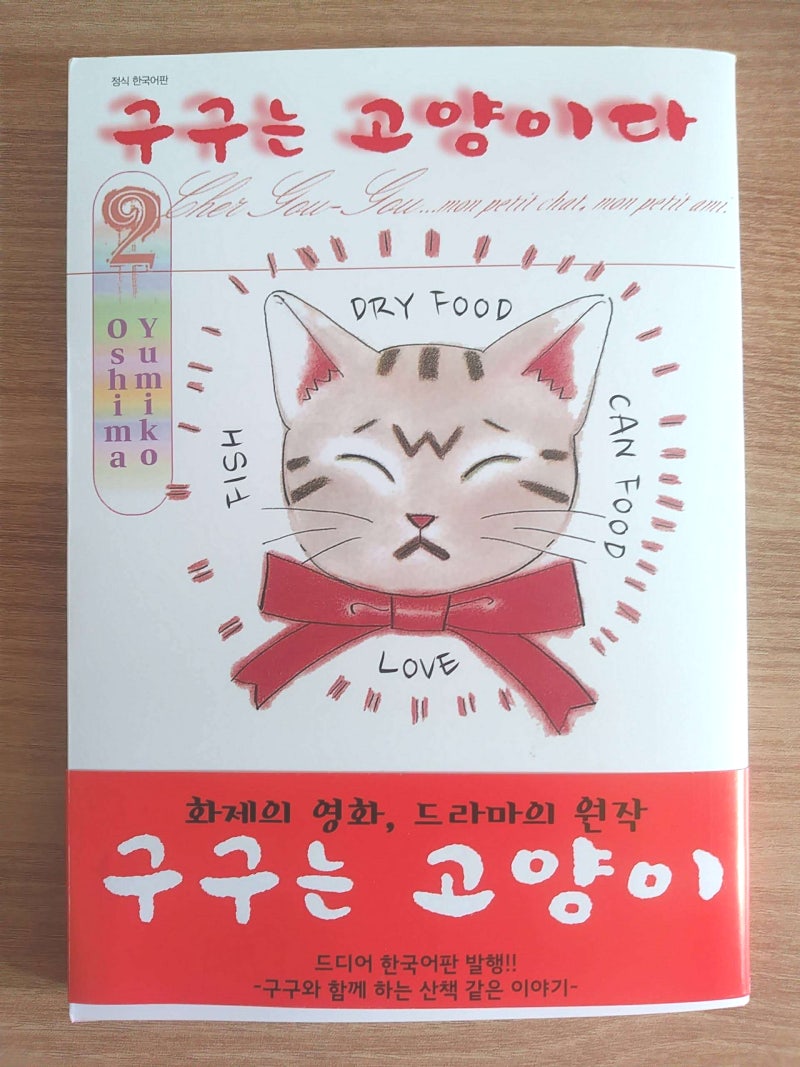 정식 한국어판
구구는 고양이다
Cher Gou-Gou...mon petit chat, mon petit ami.
2
Yumiko
Oshima
DRY FOOD
CAN FOOD
FISH
LOVE
화제의 영화, 드라마의 원작
구구는 고양이
드디어 한국어판 발행!!
-구구와 함께 하는 산책 같은 이야기-